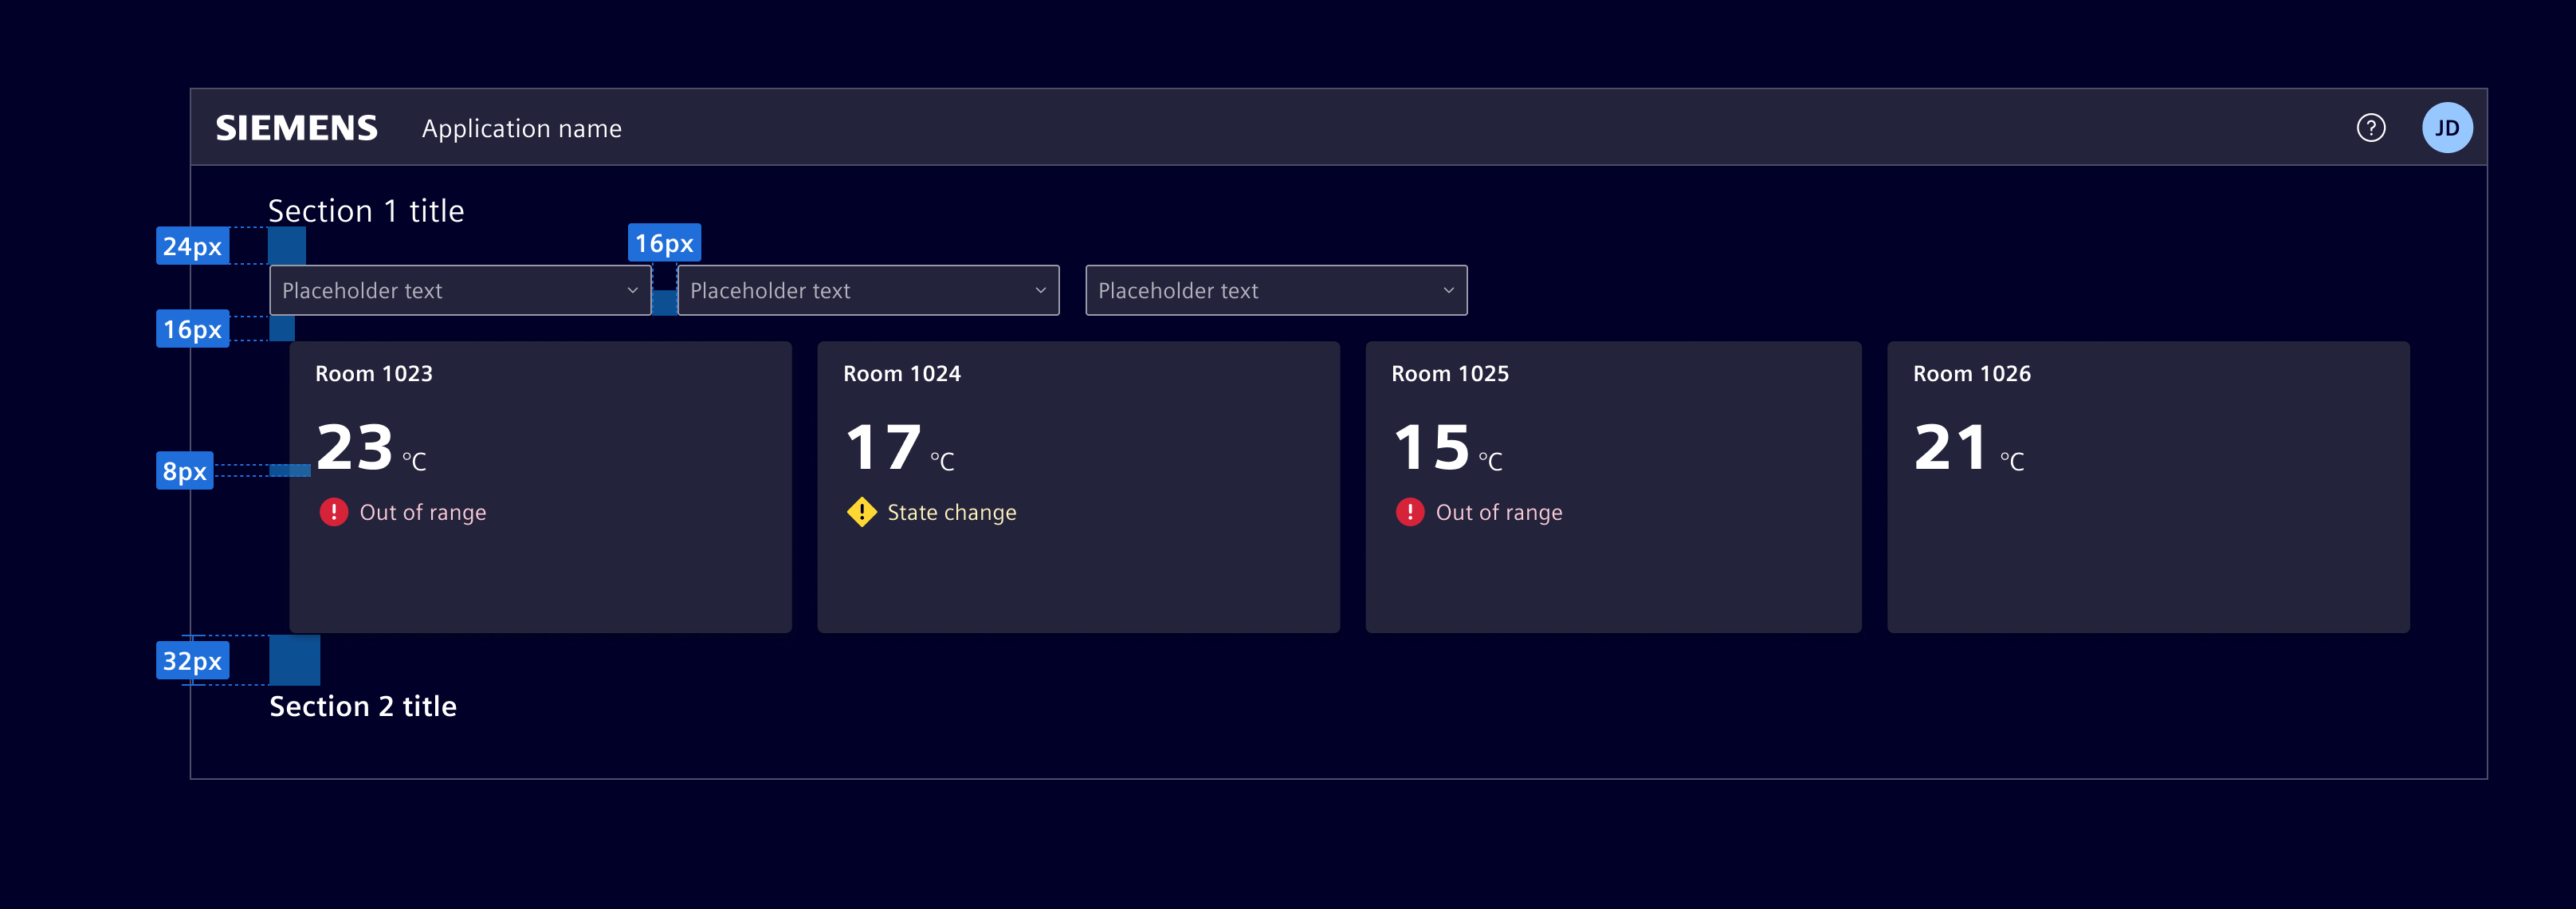 SIEMENS Application name ? JD
Section 1 title
24px
16px
Placeholder text Placeholder text Placeholder text
16px
Room 1023 Room 1024 Room 1025 Room 1026
23 °C 17 °C 15 °C 21 °C
8px
! Out of range ! State change ! Out of range
32px
Section 2 title